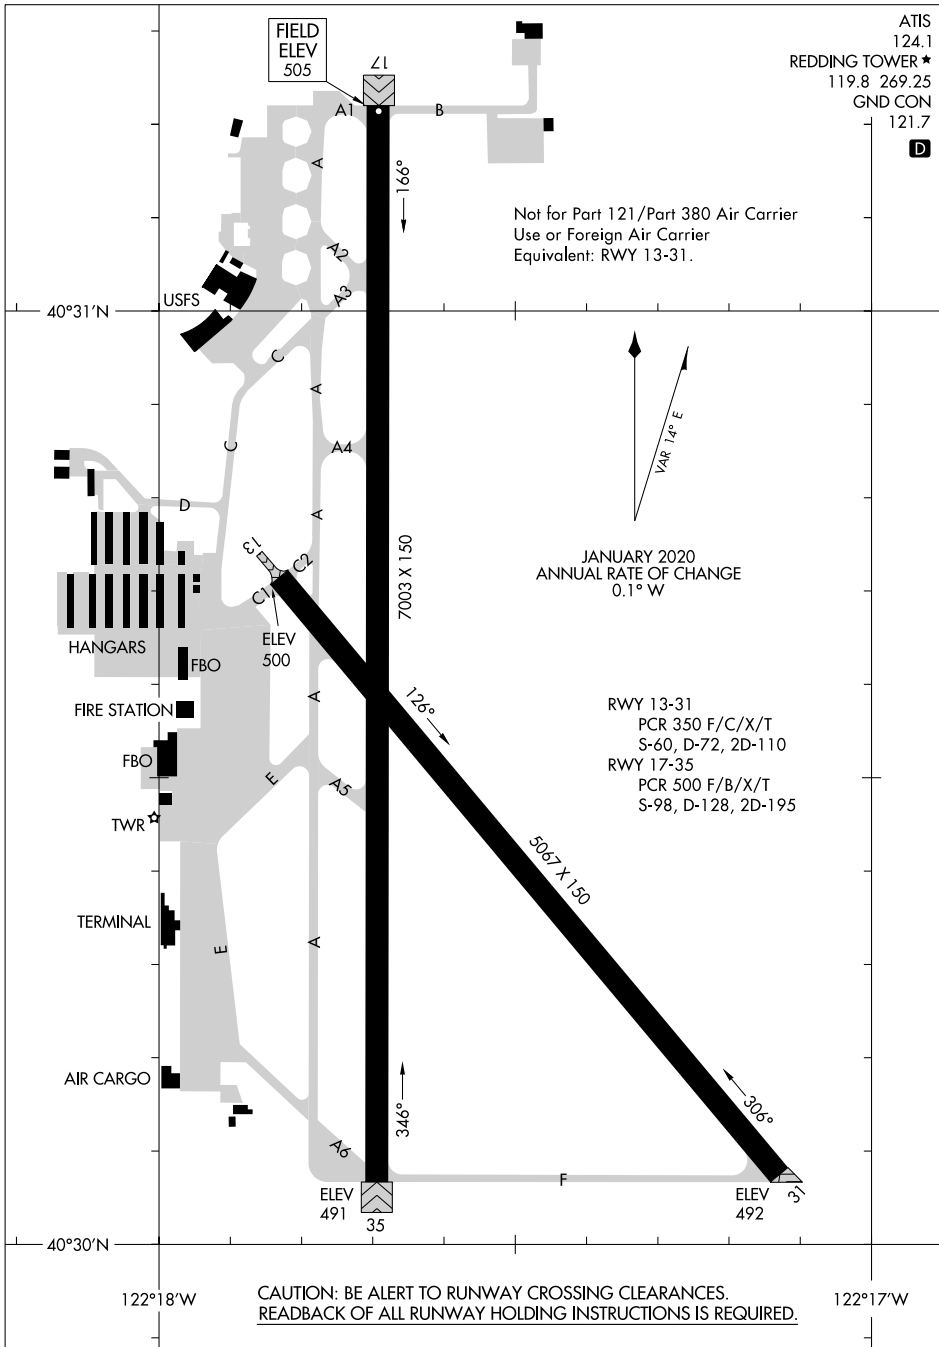 FIELD
ELEV
505
17
ATIS
124.1
REDDING TOWER ★
119.8 269.25
GND CON
121.7
D
A1
B
A
166°
Not for Part 121/Part 380 Air Carrier
Use or Foreign Air Carrier
Equivalent: RWY 13-31.
A2
USFS
A3
40°31'N
C
A
VAR 14° E
C
A4
D
A
JANUARY 2020
ANNUAL RATE OF CHANGE
0.1° W
7003 X 150
13
C2
C1
ELEV
500
HANGARS
FBO
A
126°
FIRE STATION
RWY 13-31
PCR 350 F/C/X/T
S-60, D-72, 2D-110
RWY 17-35
PCR 500 F/B/X/T
S-98, D-128, 2D-195
FBO
E
A5
TWR
5067 X 150
TERMINAL
E
A
AIR CARGO
346°
306°
A6
F
ELEV
491
35
ELEV
492
31
40°30'N
122°18'W
122°17'W
CAUTION: BE ALERT TO RUNWAY CROSSING CLEARANCES.
READBACK OF ALL RUNWAY HOLDING INSTRUCTIONS IS REQUIRED.